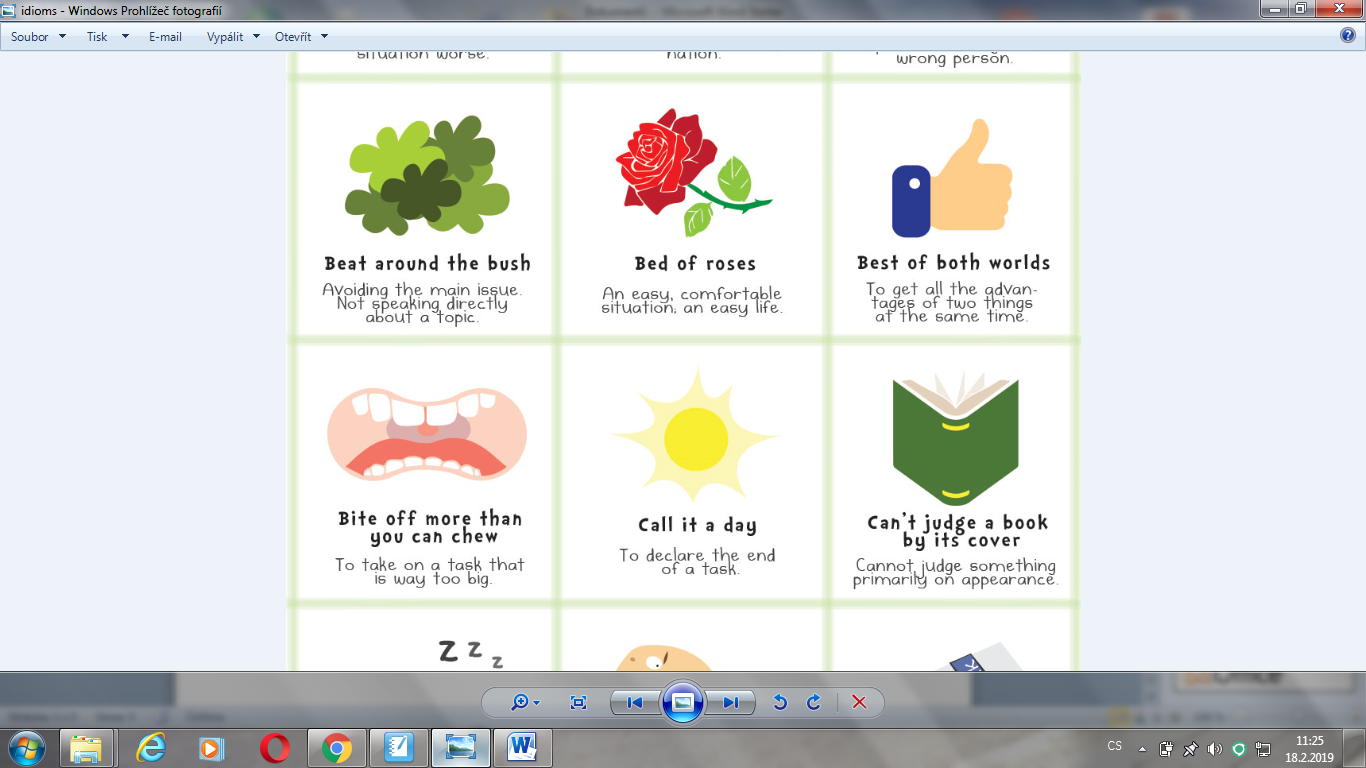 idioms - Windows Prohlížeč fotografií
Soubor Tisk E-mail Vypálit Otevřít
situation worse.
nation.
wrong person.
Beat around the bush
Avoiding the main issue.
Not speaking directly
about a topic.
Bed of roses
An easy, comfortable
situation; an easy life.
Best of both worlds
To get all the advan-
tages of two things
at the same time.
Bite off more than
you can chew
To take on a task that
is way too big.
Call it a day
To declare the end
of a task.
Can't judge a book
by its cover
Cannot judge something
primarily on appearance.
Z Z Z
Office
CS
11:25
18.2.2019